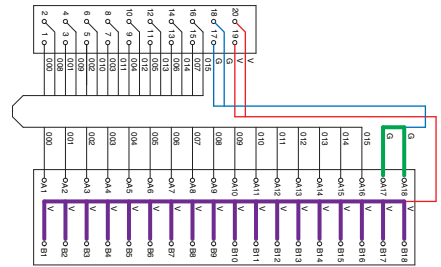 2 4 6 8 10 12 14 16 18 20
1 3 5 7 9 11 13 15 17 19
000 008 001 009 002 010 003 011 004 012 005 013 006 014 007 015 G G V V
000 001 002 003 004 005 006 007 008 009 010 011 012 013 014 015 G G
A1 A2 A3 A4 A5 A6 A7 A8 A9 A10 A11 A12 A13 A14 A15 A16 A17 A18
V V V V V V V V V V V V V V V V V V
B1 B2 B3 B4 B5 B6 B7 B8 B9 B10 B11 B12 B13 B14 B15 B16 B17 B18